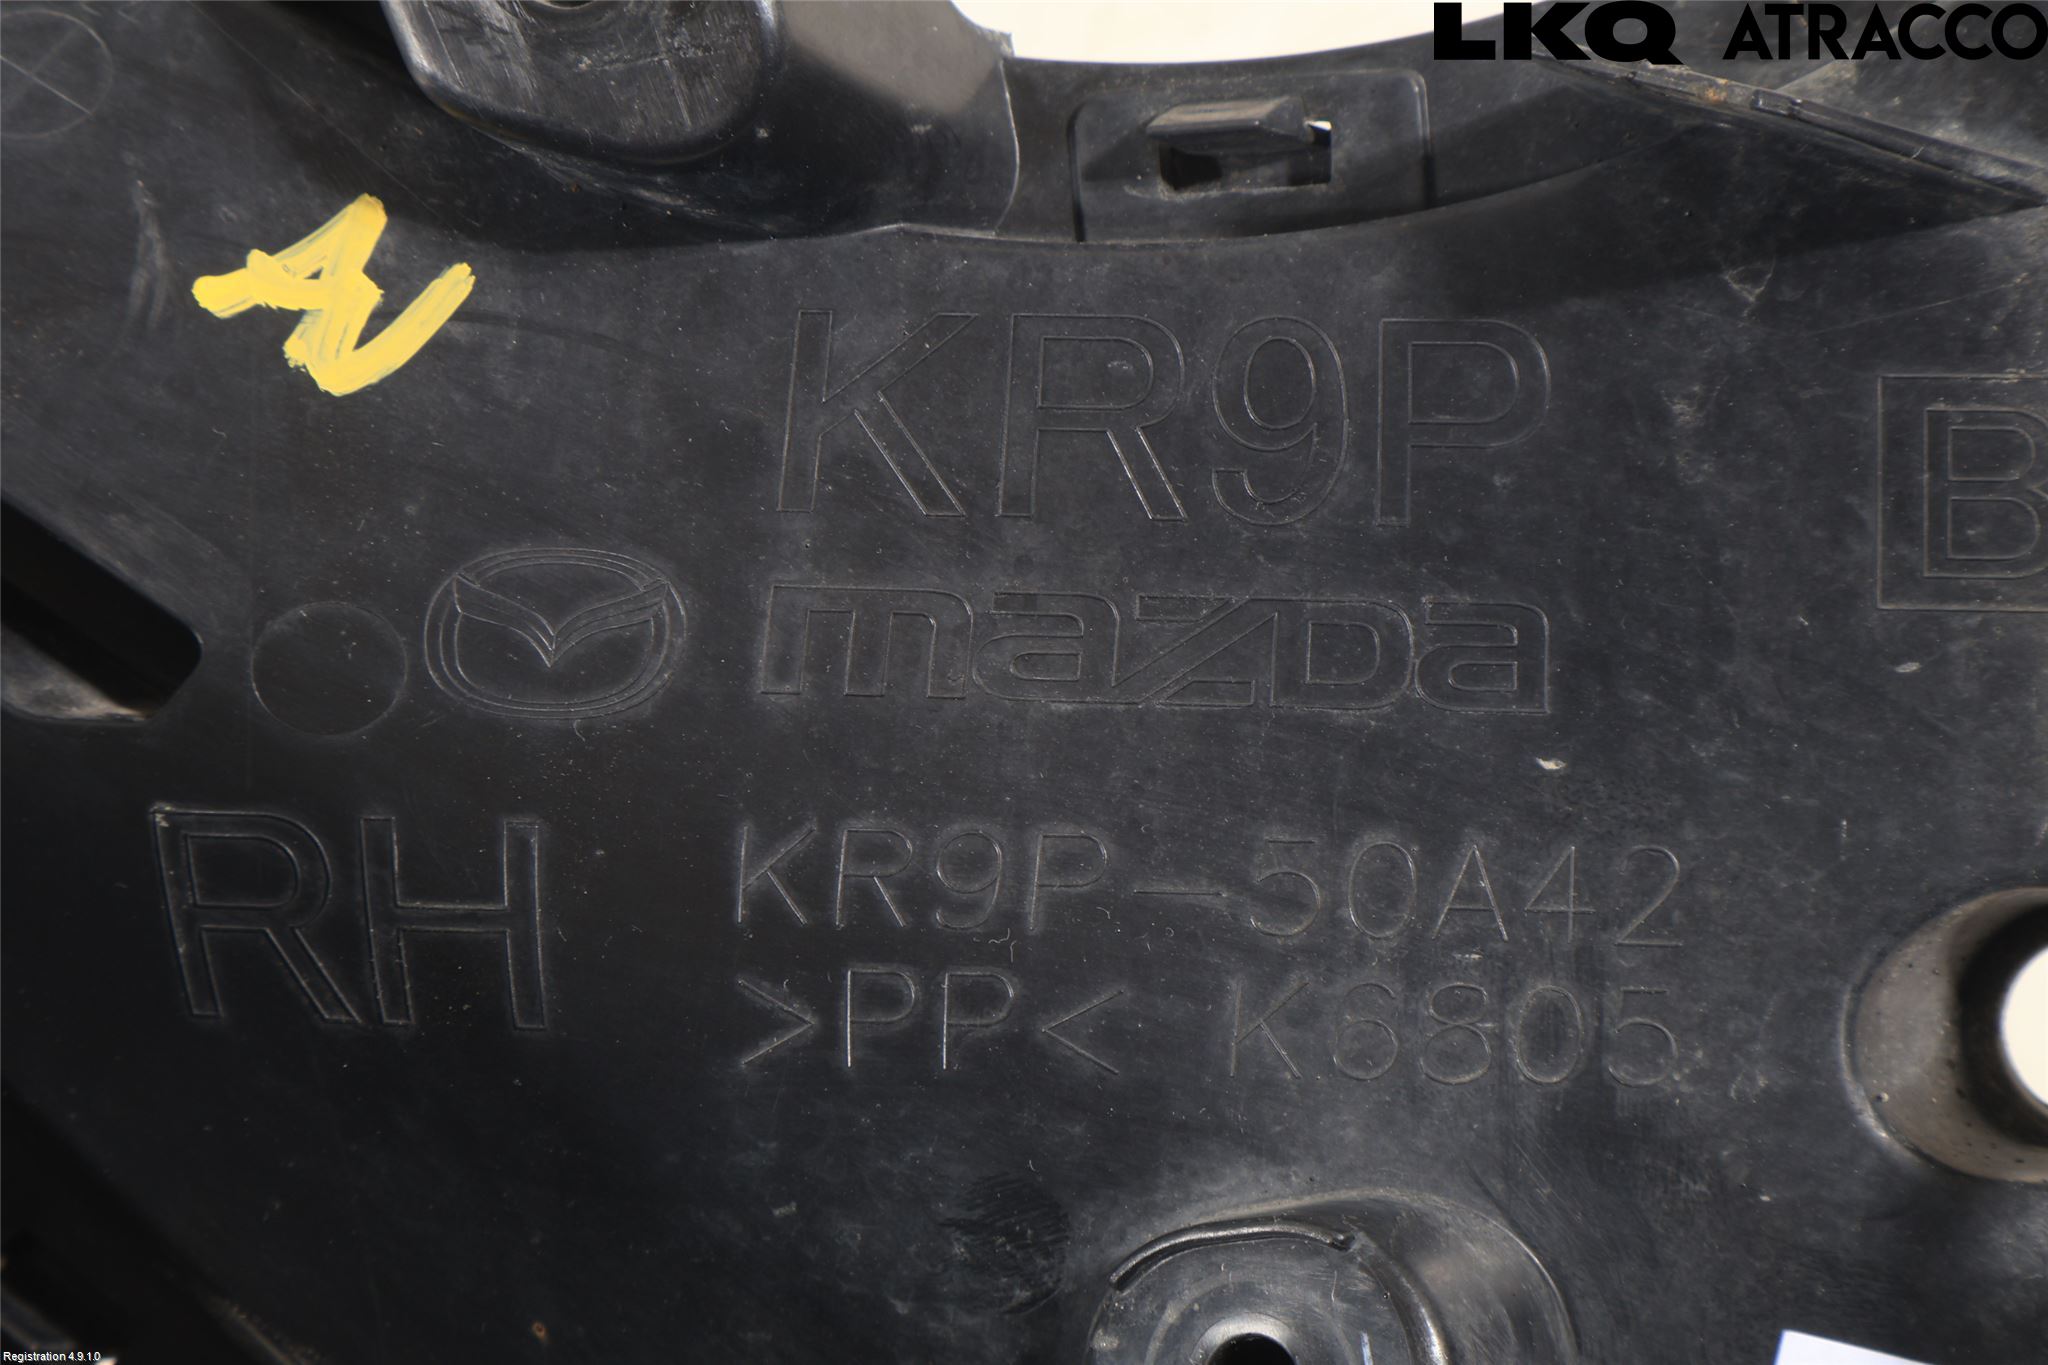 LKQ ATRACCO
KR9P
B
mazda
RH
KR9P-50A42
>PP< K6805
Registration 4.9.1.0